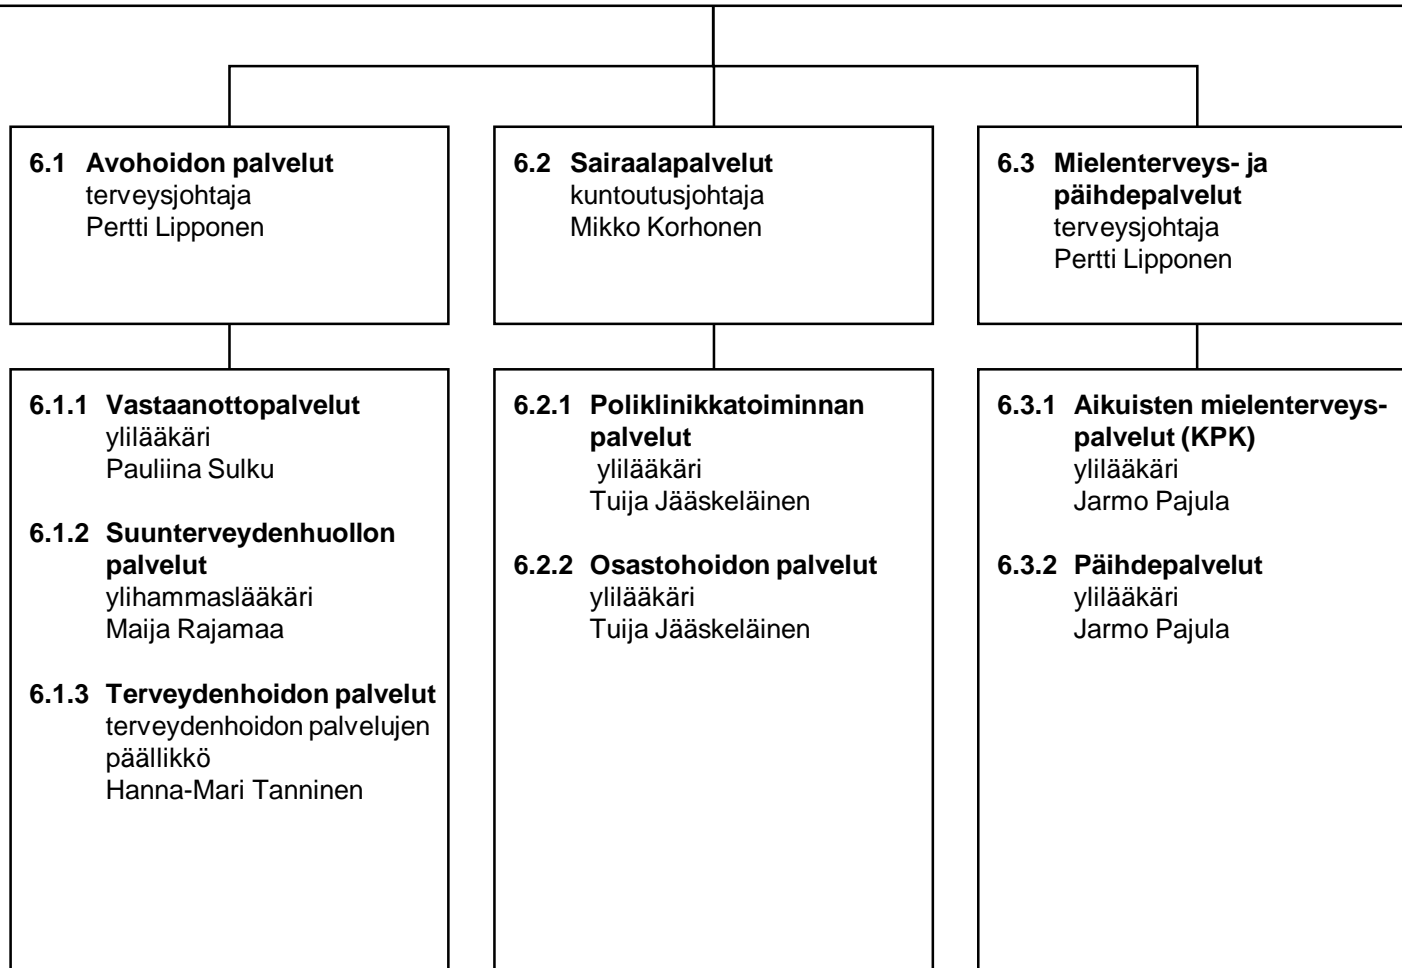 6.1 Avohoidon palvelut
terveysjohtaja
Pertti Lipponen
6.2 Sairaalapalvelut
kuntoutusjohtaja
Mikko Korhonen
6.3 Mielenterveys- ja
päihdepalvelut
terveysjohtaja
Pertti Lipponen
6.1.1 Vastaanottopalvelut
ylilääkäri
Pauliina Sulku
6.1.2 Suunterveydenhuollon
palvelut
ylihammaslääkäri
Maija Rajamaa
6.1.3 Terveydenhoidon palvelut
terveydenhoidon palvelujen
päällikkö
Hanna-Mari Tanninen
6.2.1 Poliklinikkatoiminnan
palvelut
ylilääkäri
Tuija Jääskeläinen
6.2.2 Osastohoidon palvelut
ylilääkäri
Tuija Jääskeläinen
6.3.1 Aikuisten mielenterveys-
palvelut (KPK)
ylilääkäri
Jarmo Pajula
6.3.2 Päihdepalvelut
ylilääkäri
Jarmo Pajula